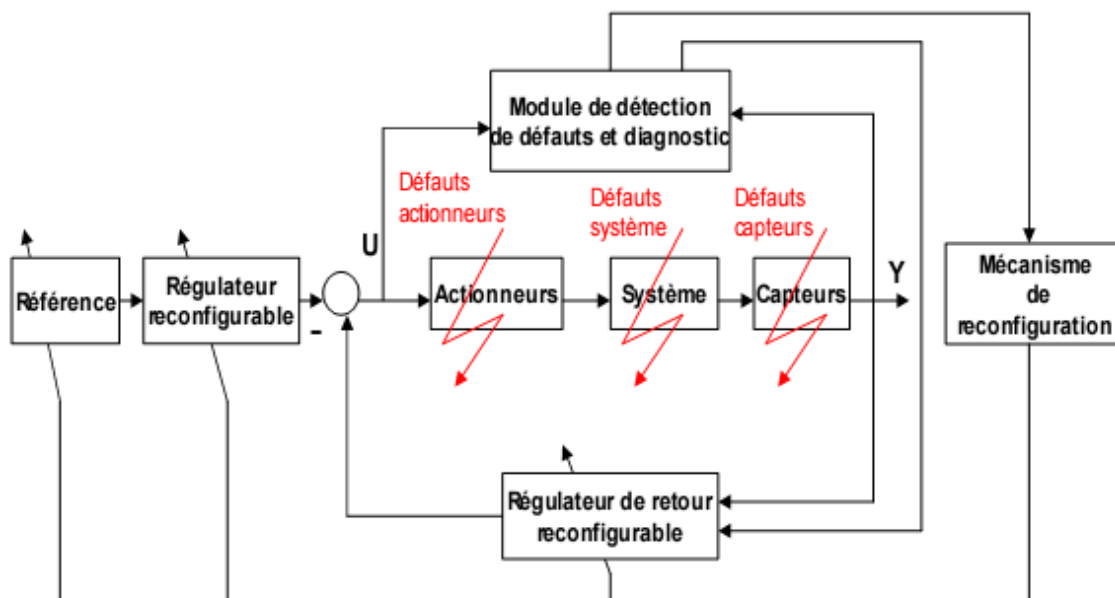 Module de détection
de défauts et diagnostic
Défauts
actionneurs
Défauts
système
Défauts
capteurs
U
Y
Référence
Régulateur
reconfigurable
-
Actionneurs
Système
Capteurs
Mécanisme
de
reconfiguration
Régulateur de retour
reconfigurable